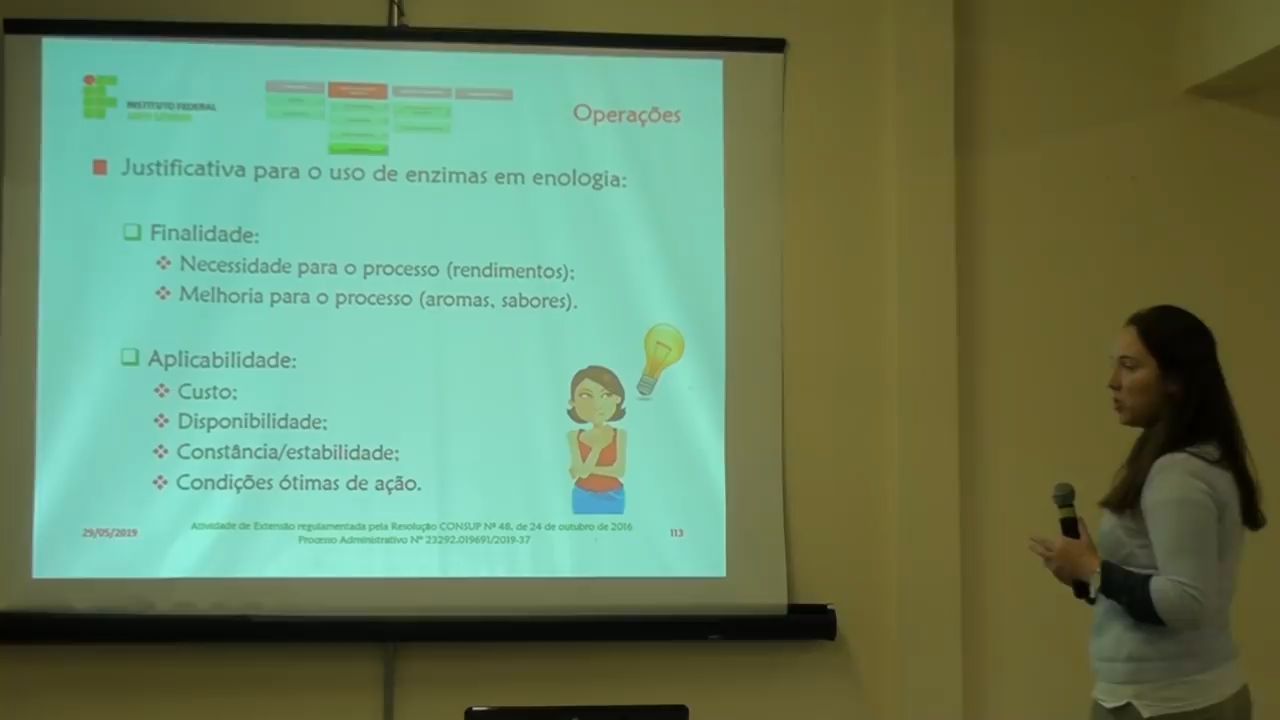 INSTITUTO FEDERAL
Operações
Justificativa para o uso de enzimas em enologia:
Finalidade:
Necessidade para o processo (rendimentos);
Melhoria para o processo (aromas, sabores).
Aplicabilidade:
Custo;
Disponibilidade;
Constância/estabilidade;
Condições ótimas de ação.
29/05/2019
Atividade de Extensão regulamentada pela Resolução CONSUP Nº 48, de 24 de outubro de 2016
Processo Administrativo N° 23292.019691/2019-37
113